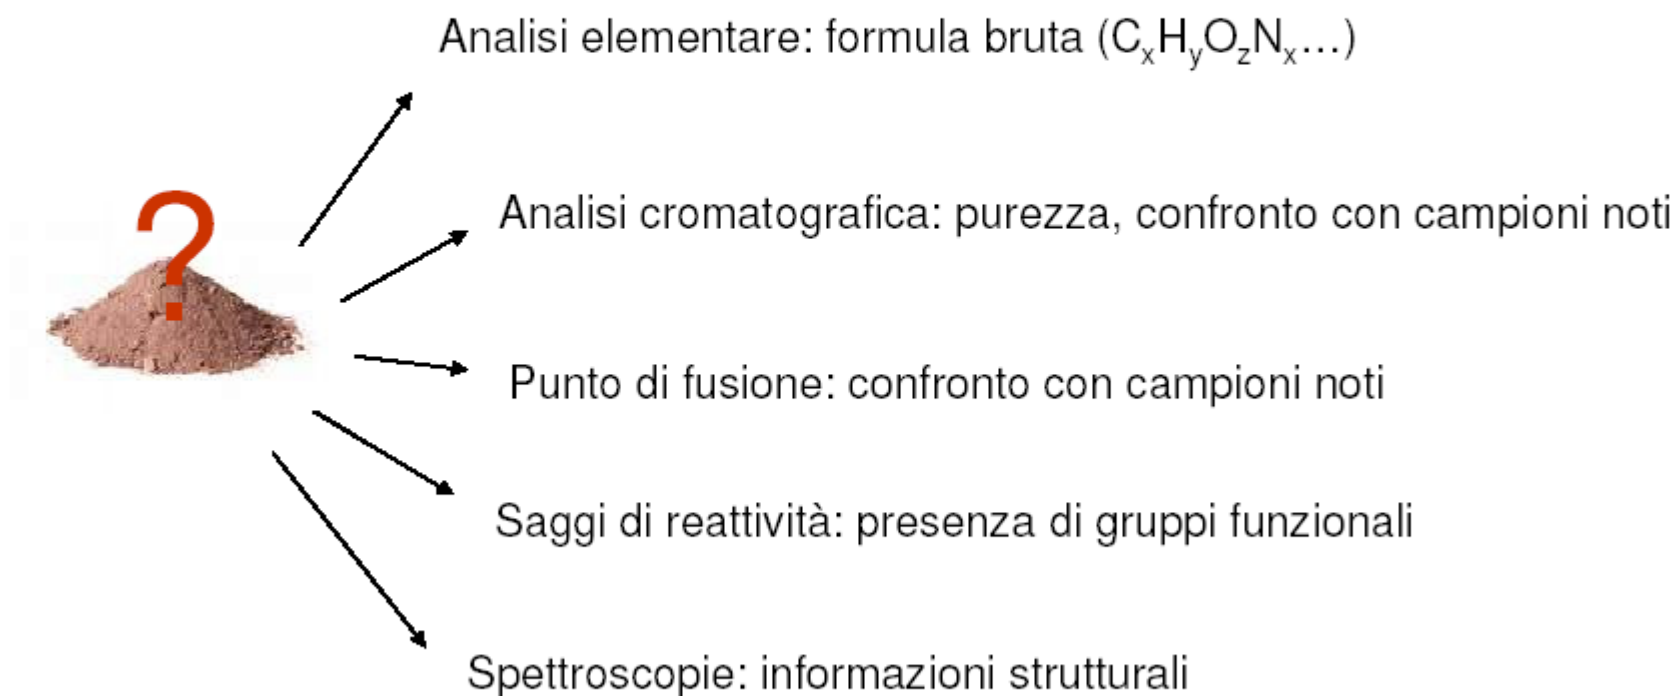 Analisi elementare: formula bruta (CₓHᵧO_zNₓ...)
?
Analisi cromatografica: purezza, confronto con campioni noti
Punto di fusione: confronto con campioni noti
Saggi di reattività: presenza di gruppi funzionali
Spettroscopie: informazioni strutturali